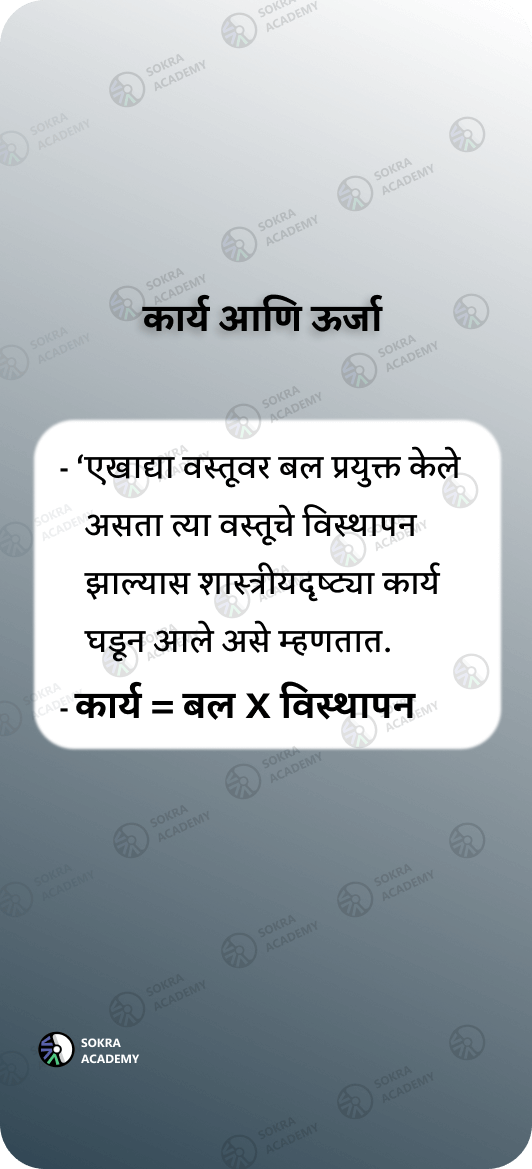 कार्य आणि ऊर्जा
- ‘एखाद्या वस्तूवर बल प्रयुक्त केले
असता त्या वस्तूचे विस्थापन
झाल्यास शास्त्रीयदृष्ट्या कार्य
घडून आले असे म्हणतात.
- कार्य = बल X विस्थापन
SOKRA
ACADEMY